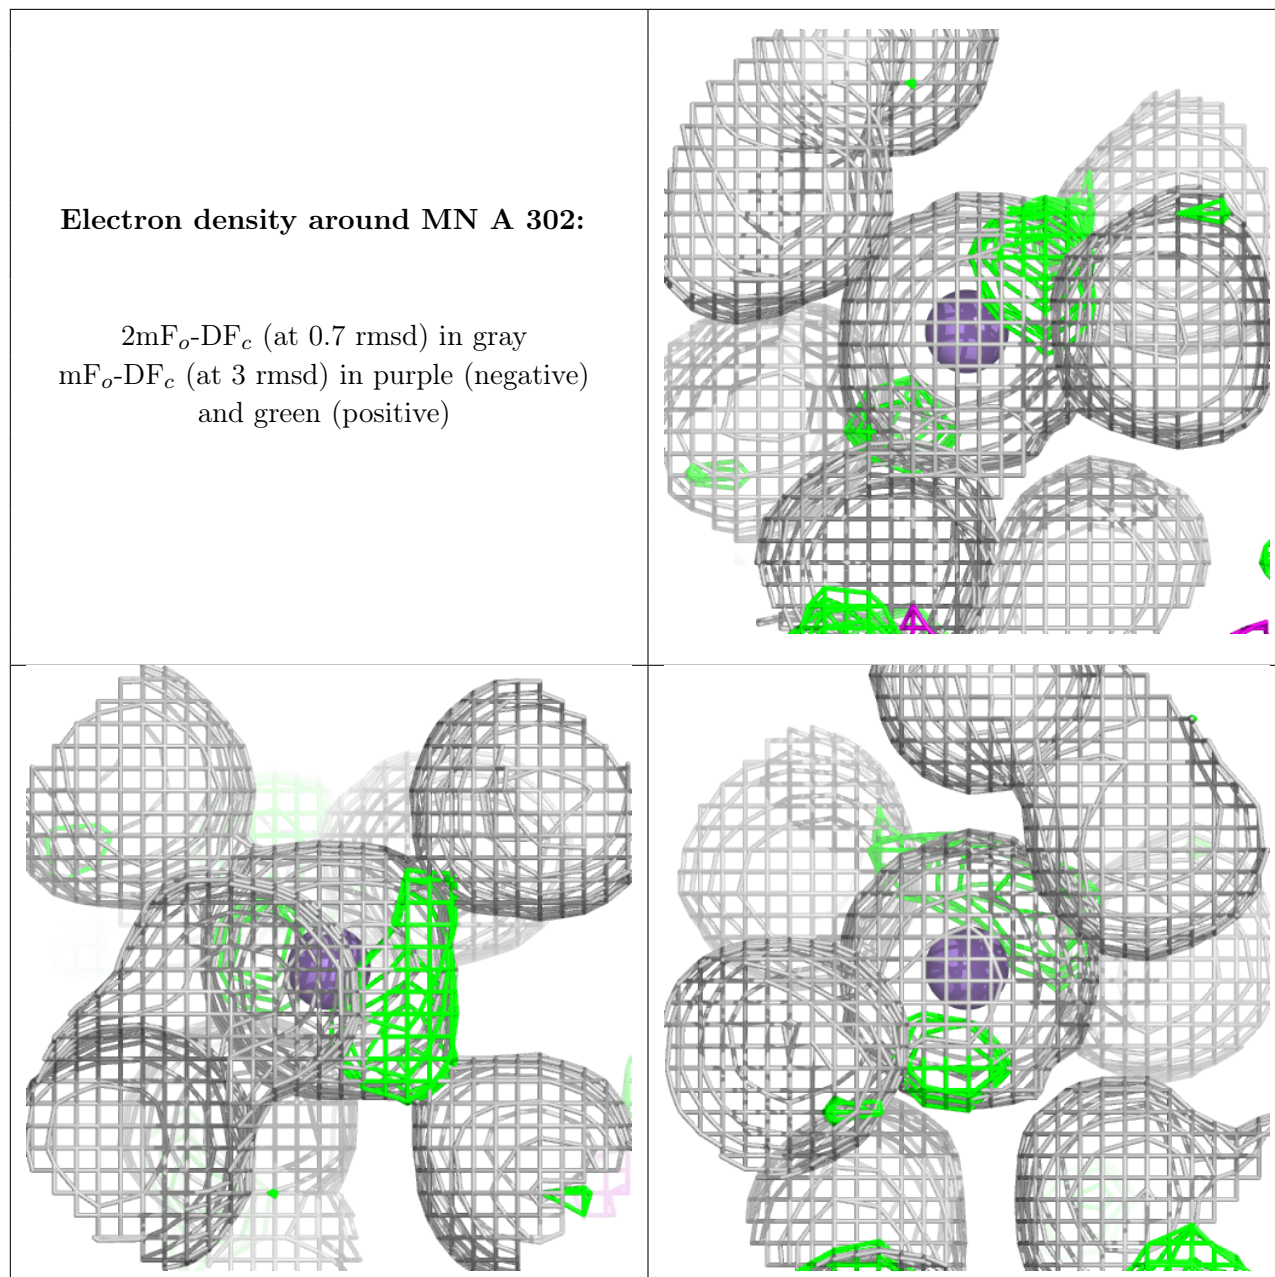 Electron density around MN A 302:
2mFo-DFc (at 0.7 rmsd) in gray
mFo-DFc (at 3 rmsd) in purple (negative)
and green (positive)